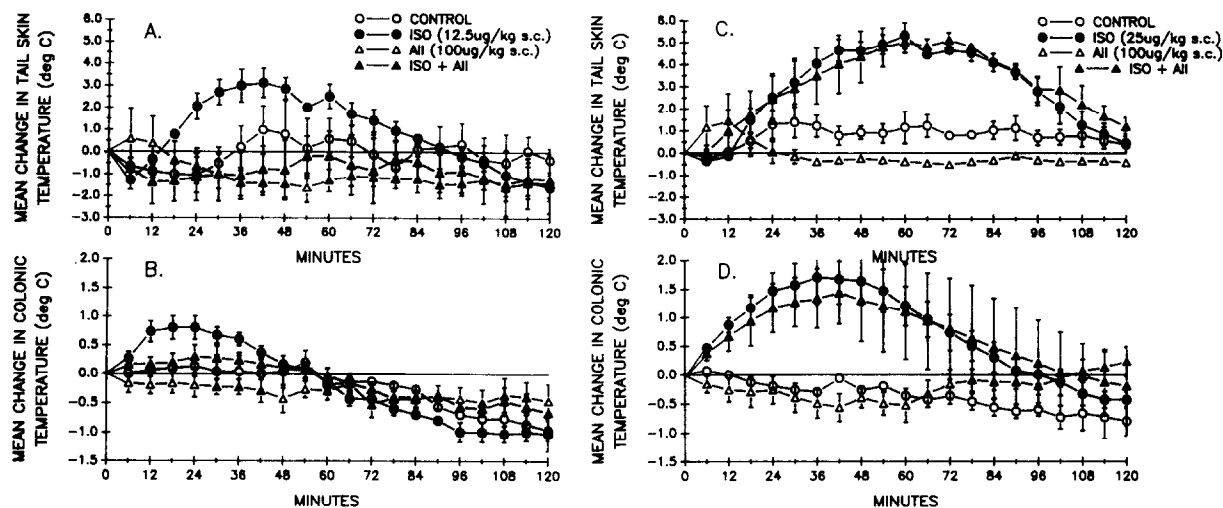 A.
CONTROL
ISO (12.5ug/kg s.c.)
AII (100ug/kg s.c.)
ISO + AII
MEAN CHANGE IN TAIL SKIN
TEMPERATURE (deg C)
6.0
5.0
4.0
3.0
2.0
1.0
0.0
-1.0
-2.0
-3.0
0 12 24 36 48 60 72 84 96 108 120
MINUTES
B.
MEAN CHANGE IN COLONIC
TEMPERATURE (deg C)
2.0
1.5
1.0
0.5
0.0
-0.5
-1.0
-1.5
0 12 24 36 48 60 72 84 96 108 120
MINUTES
C.
CONTROL
ISO (25ug/kg s.c.)
AII (100ug/kg s.c.)
ISO + AII
MEAN CHANGE IN TAIL SKIN
TEMPERATURE (deg C)
6.0
5.0
4.0
3.0
2.0
1.0
0.0
-1.0
-2.0
-3.0
0 12 24 36 48 60 72 84 96 108 120
MINUTES
D.
MEAN CHANGE IN COLONIC
TEMPERATURE (deg C)
2.0
1.5
1.0
0.5
0.0
-0.5
-1.0
-1.5
0 12 24 36 48 60 72 84 96 108 120
MINUTES